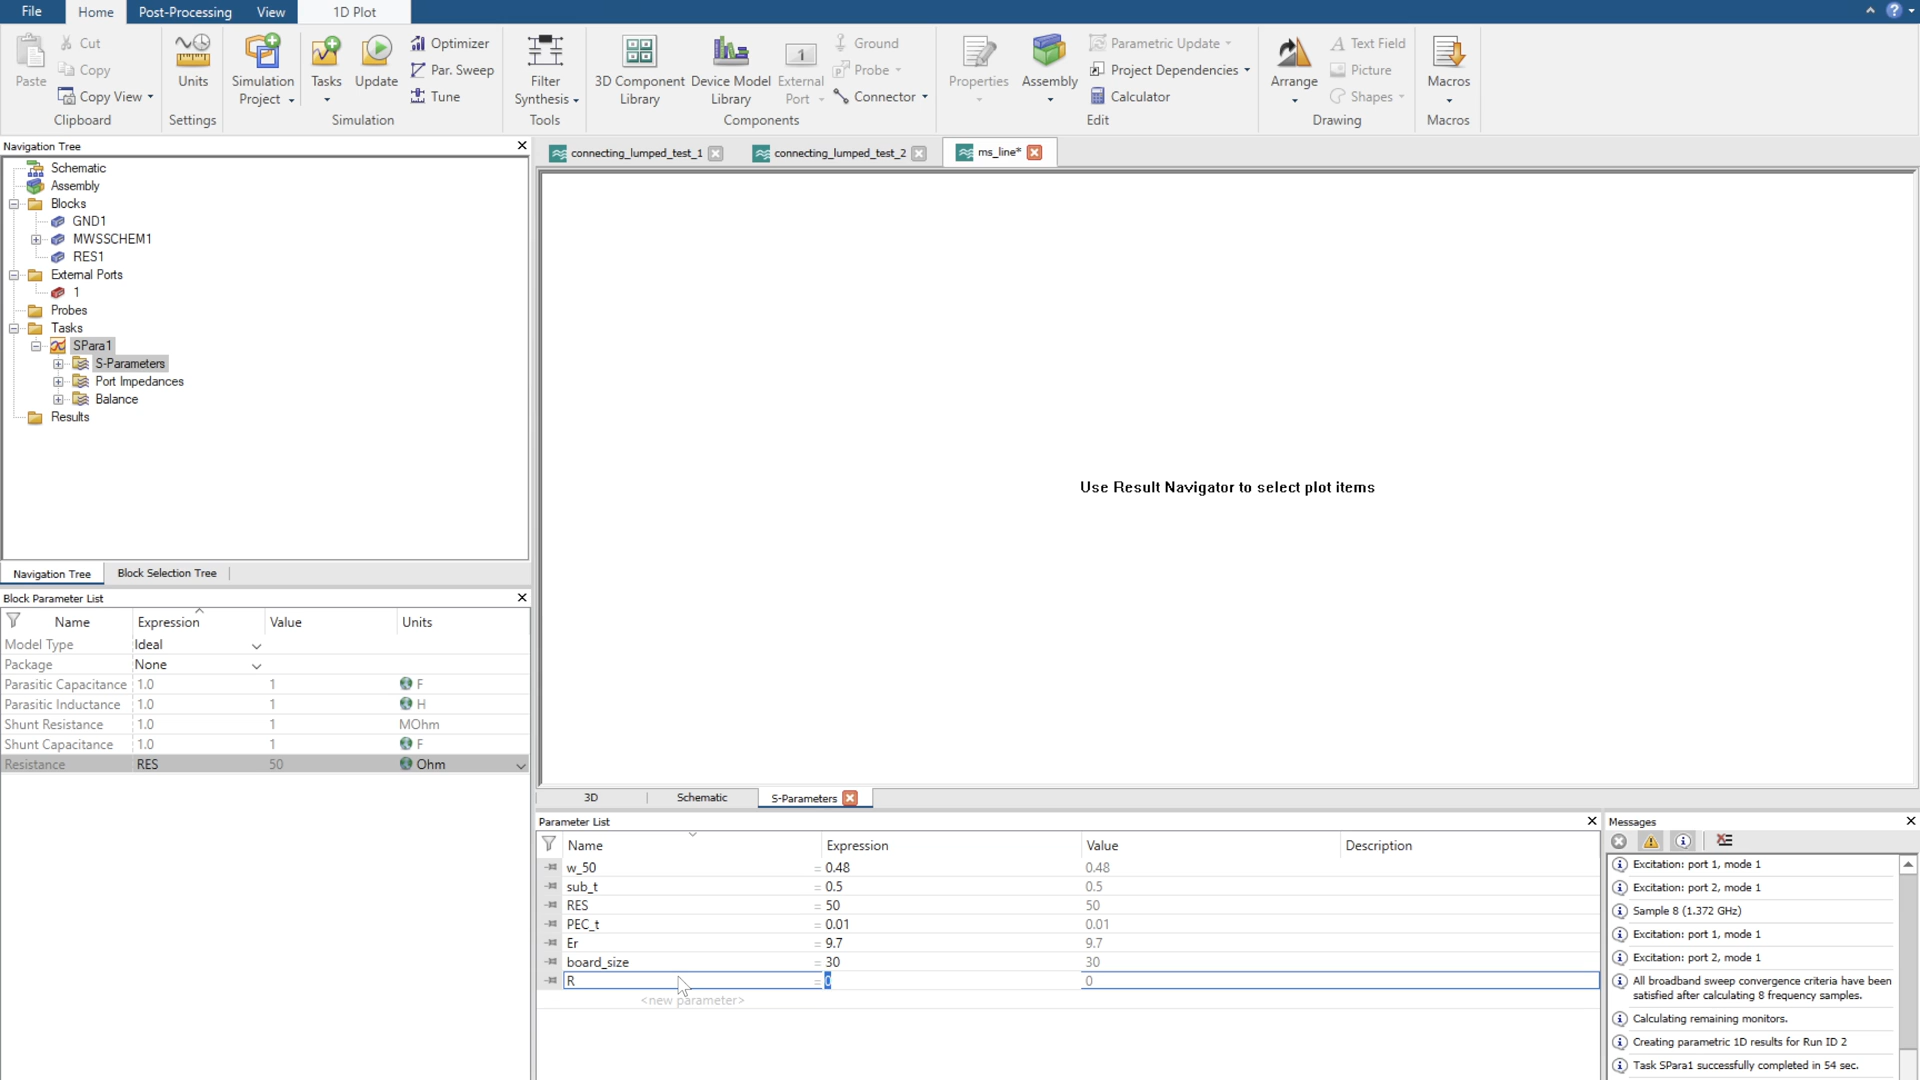 File
Home
Post-Processing
View
1D Plot
Paste
Cut
Copy
Copy View
Clipboard
Units
Settings
Simulation
Project
Tasks
Update
Optimizer
Par. Sweep
Tune
Simulation
Filter
Synthesis
Tools
3D Component
Library
Device Model
Library
External
Port
1
Ground
Probe
Connector
Components
Properties
Assembly
Parametric Update
Project Dependencies
Calculator
Edit
Arrange
Text Field
Picture
Shapes
Drawing
Macros
Macros
Navigation Tree
Schematic
Assembly
Blocks
GND1
MWSSCHEM1
RES1
External Ports
1
Probes
Tasks
SPara1
S-Parameters
Port Impedances
Balance
Results
Navigation Tree
Block Selection Tree
Block Parameter List
Name Expression Value Units
Model Type Ideal
Package None
Parasitic Capacitance 1.0 1 F
Parasitic Inductance 1.0 1 H
Shunt Resistance 1.0 1 MOhm
Shunt Capacitance 1.0 1 F
Resistance RES 50 Ohm
connecting_lumped_test_1
connecting_lumped_test_2
ms_line*
Use Result Navigator to select plot items
3D
Schematic
S-Parameters
Parameter List
Name Expression Value Description
w_50 = 0.48 0.48
sub_t = 0.5 0.5
RES = 50 50
PEC_t = 0.01 0.01
Er = 9.7 9.7
board_size = 30 30
R = 0 0
<new parameter>
Messages
Excitation: port 1, mode 1
Excitation: port 2, mode 1
Sample 8 (1.372 GHz)
Excitation: port 1, mode 1
Excitation: port 2, mode 1
All broadband sweep convergence criteria have been
satisfied after calculating 8 frequency samples.
Calculating remaining monitors.
Creating parametric 1D results for Run ID 2
Task SPara1 successfully completed in 54 sec.